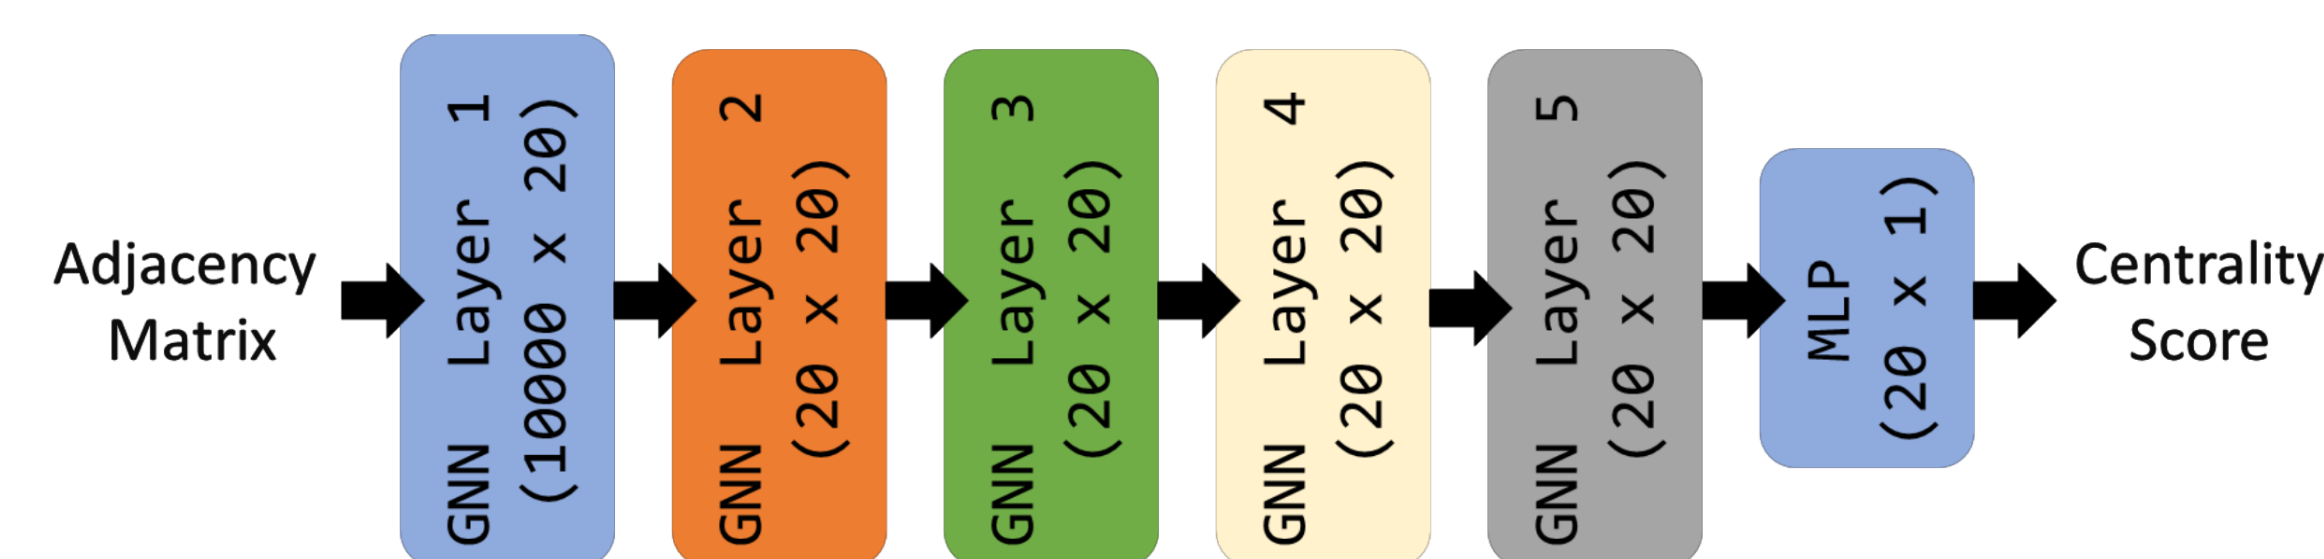 Adjacency
Matrix
GNN Layer 1
(10000 x 20)
GNN Layer 2
(20 x 20)
GNN Layer 3
(20 x 20)
GNN Layer 4
(20 x 20)
GNN Layer 5
(20 x 20)
MLP
(20 x 1)
Centrality
Score